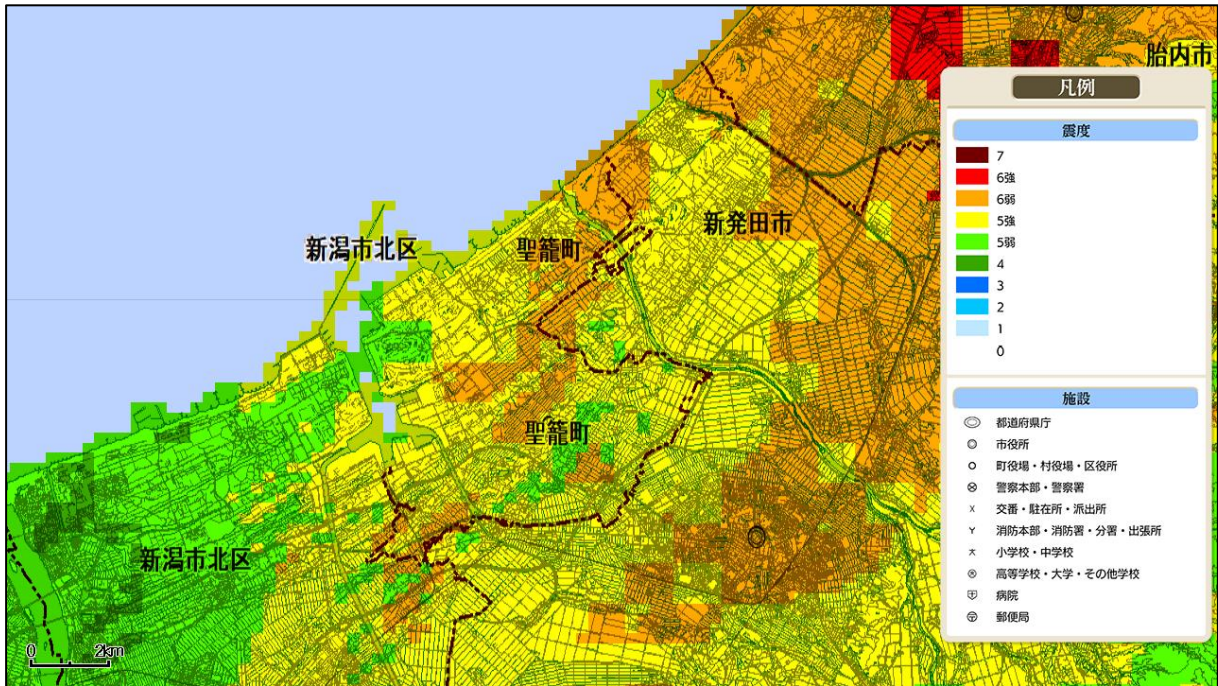 胎内市
新発田市
新潟市北区
聖籠町
聖籠町
新潟市北区
0 2km
凡例
震度
7
6強
6弱
5強
5弱
4
3
2
1
0
施設
都道府県庁
市役所
町役場・村役場・区役所
警察本部・警察署
交番・駐在所・派出所
消防本部・消防署・分署・出張所
小学校・中学校
高等学校・大学・その他学校
病院
郵便局